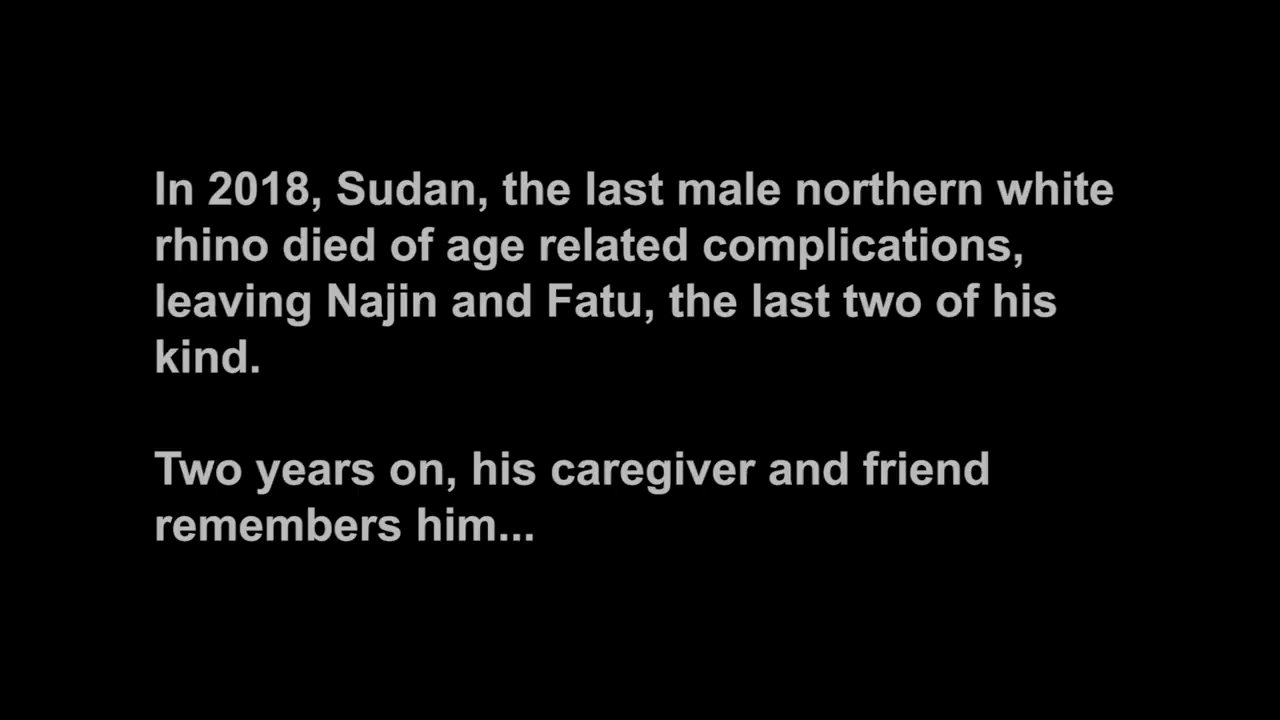 In 2018, Sudan, the last male northern white
rhino died of age related complications,
leaving Najin and Fatu, the last two of his
kind.
Two years on, his caregiver and friend
remembers him...